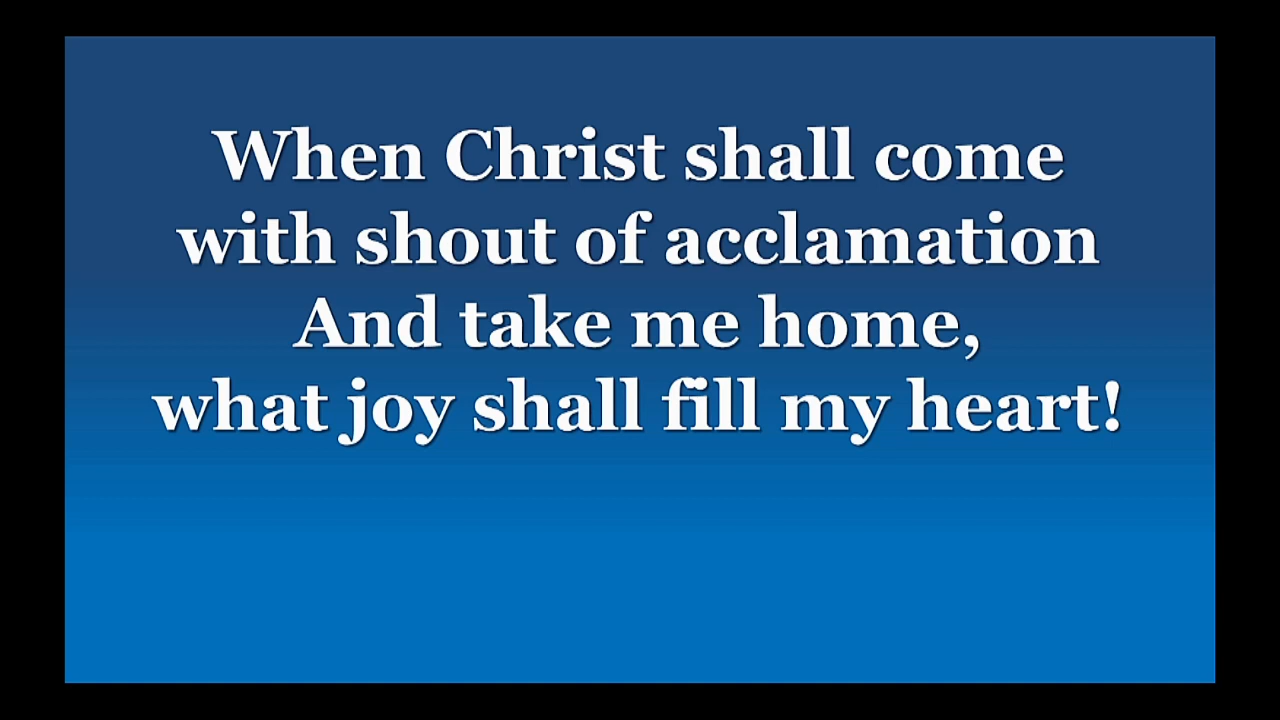 When Christ shall come
with shout of acclamation
And take me home,
what joy shall fill my heart!